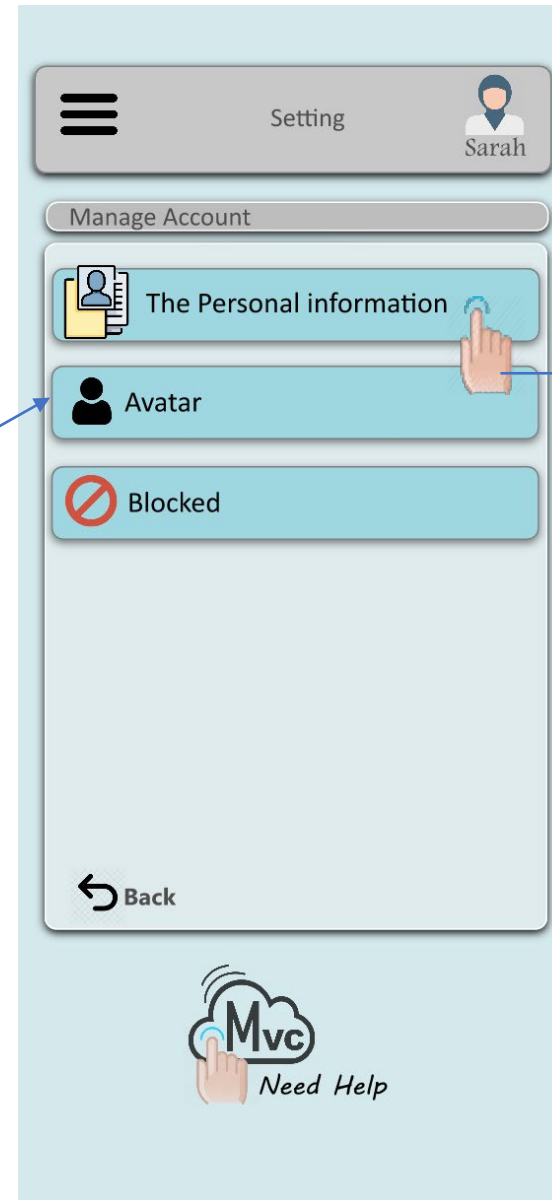 Setting
Sarah
Manage Account
The Personal information
Avatar
Blocked
Back
Mvc
Need Help